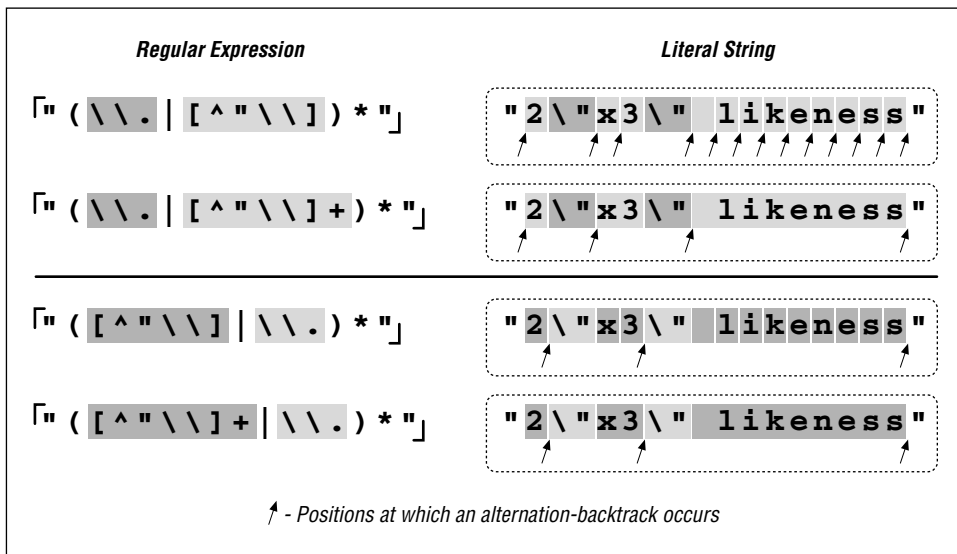 Regular Expression Literal String
⌈"(\\.|[^"\\])*"⌋ "2\"x3\" likeness"
⌈"(\\.|[^"\\]+)*"⌋ "2\"x3\" likeness"
⌈"([^"\\]|\\.)*"⌋ "2\"x3\" likeness"
⌈"([^"\\]+|\\.)*"⌋ "2\"x3\" likeness"
- Positions at which an alternation-backtrack occurs